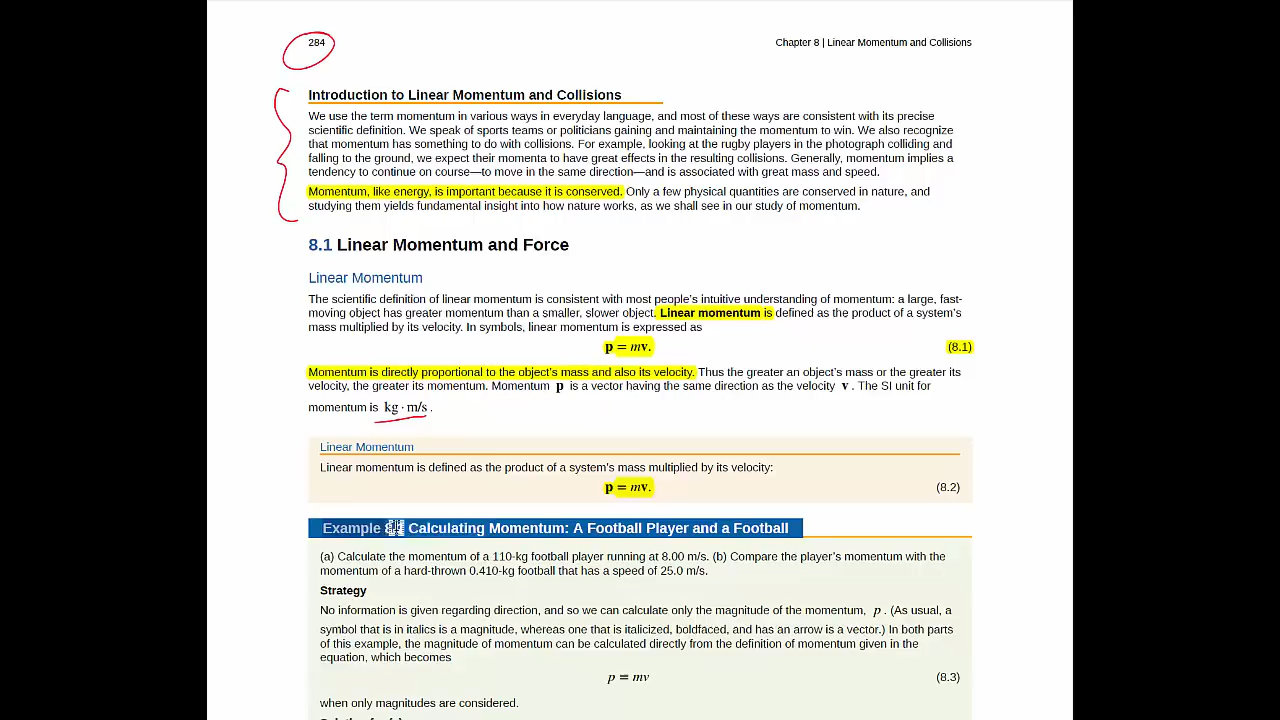 284
Chapter 8 | Linear Momentum and Collisions
Introduction to Linear Momentum and Collisions
We use the term momentum in various ways in everyday language, and most of these ways are consistent with its precise
scientific definition. We speak of sports teams or politicians gaining and maintaining the momentum to win. We also recognize
that momentum has something to do with collisions. For example, looking at the rugby players in the photograph colliding and
falling to the ground, we expect their momenta to have great effects in the resulting collisions. Generally, momentum implies a
tendency to continue on course—to move in the same direction—and is associated with great mass and speed.
Momentum, like energy, is important because it is conserved. Only a few physical quantities are conserved in nature, and
studying them yields fundamental insight into how nature works, as we shall see in our study of momentum.
8.1 Linear Momentum and Force
Linear Momentum
The scientific definition of linear momentum is consistent with most people's intuitive understanding of momentum: a large, fast-
moving object has greater momentum than a smaller, slower object. Linear momentum is defined as the product of a system's
mass multiplied by its velocity. In symbols, linear momentum is expressed as
p = mv. (8.1)
Momentum is directly proportional to the object's mass and also its velocity. Thus the greater an object's mass or the greater its
velocity, the greater its momentum. Momentum p is a vector having the same direction as the velocity v . The SI unit for
momentum is kg · m/s .
Linear Momentum
Linear momentum is defined as the product of a system's mass multiplied by its velocity:
p = mv. (8.2)
Example Calculating Momentum: A Football Player and a Football
(a) Calculate the momentum of a 110-kg football player running at 8.00 m/s. (b) Compare the player's momentum with the
momentum of a hard-thrown 0.410-kg football that has a speed of 25.0 m/s.
Strategy
No information is given regarding direction, and so we can calculate only the magnitude of the momentum, p . (As usual, a
symbol that is in italics is a magnitude, whereas one that is italicized, boldfaced, and has an arrow is a vector.) In both parts
of this example, the magnitude of momentum can be calculated directly from the definition of momentum given in the
equation, which becomes
p = mv (8.3)
when only magnitudes are considered.